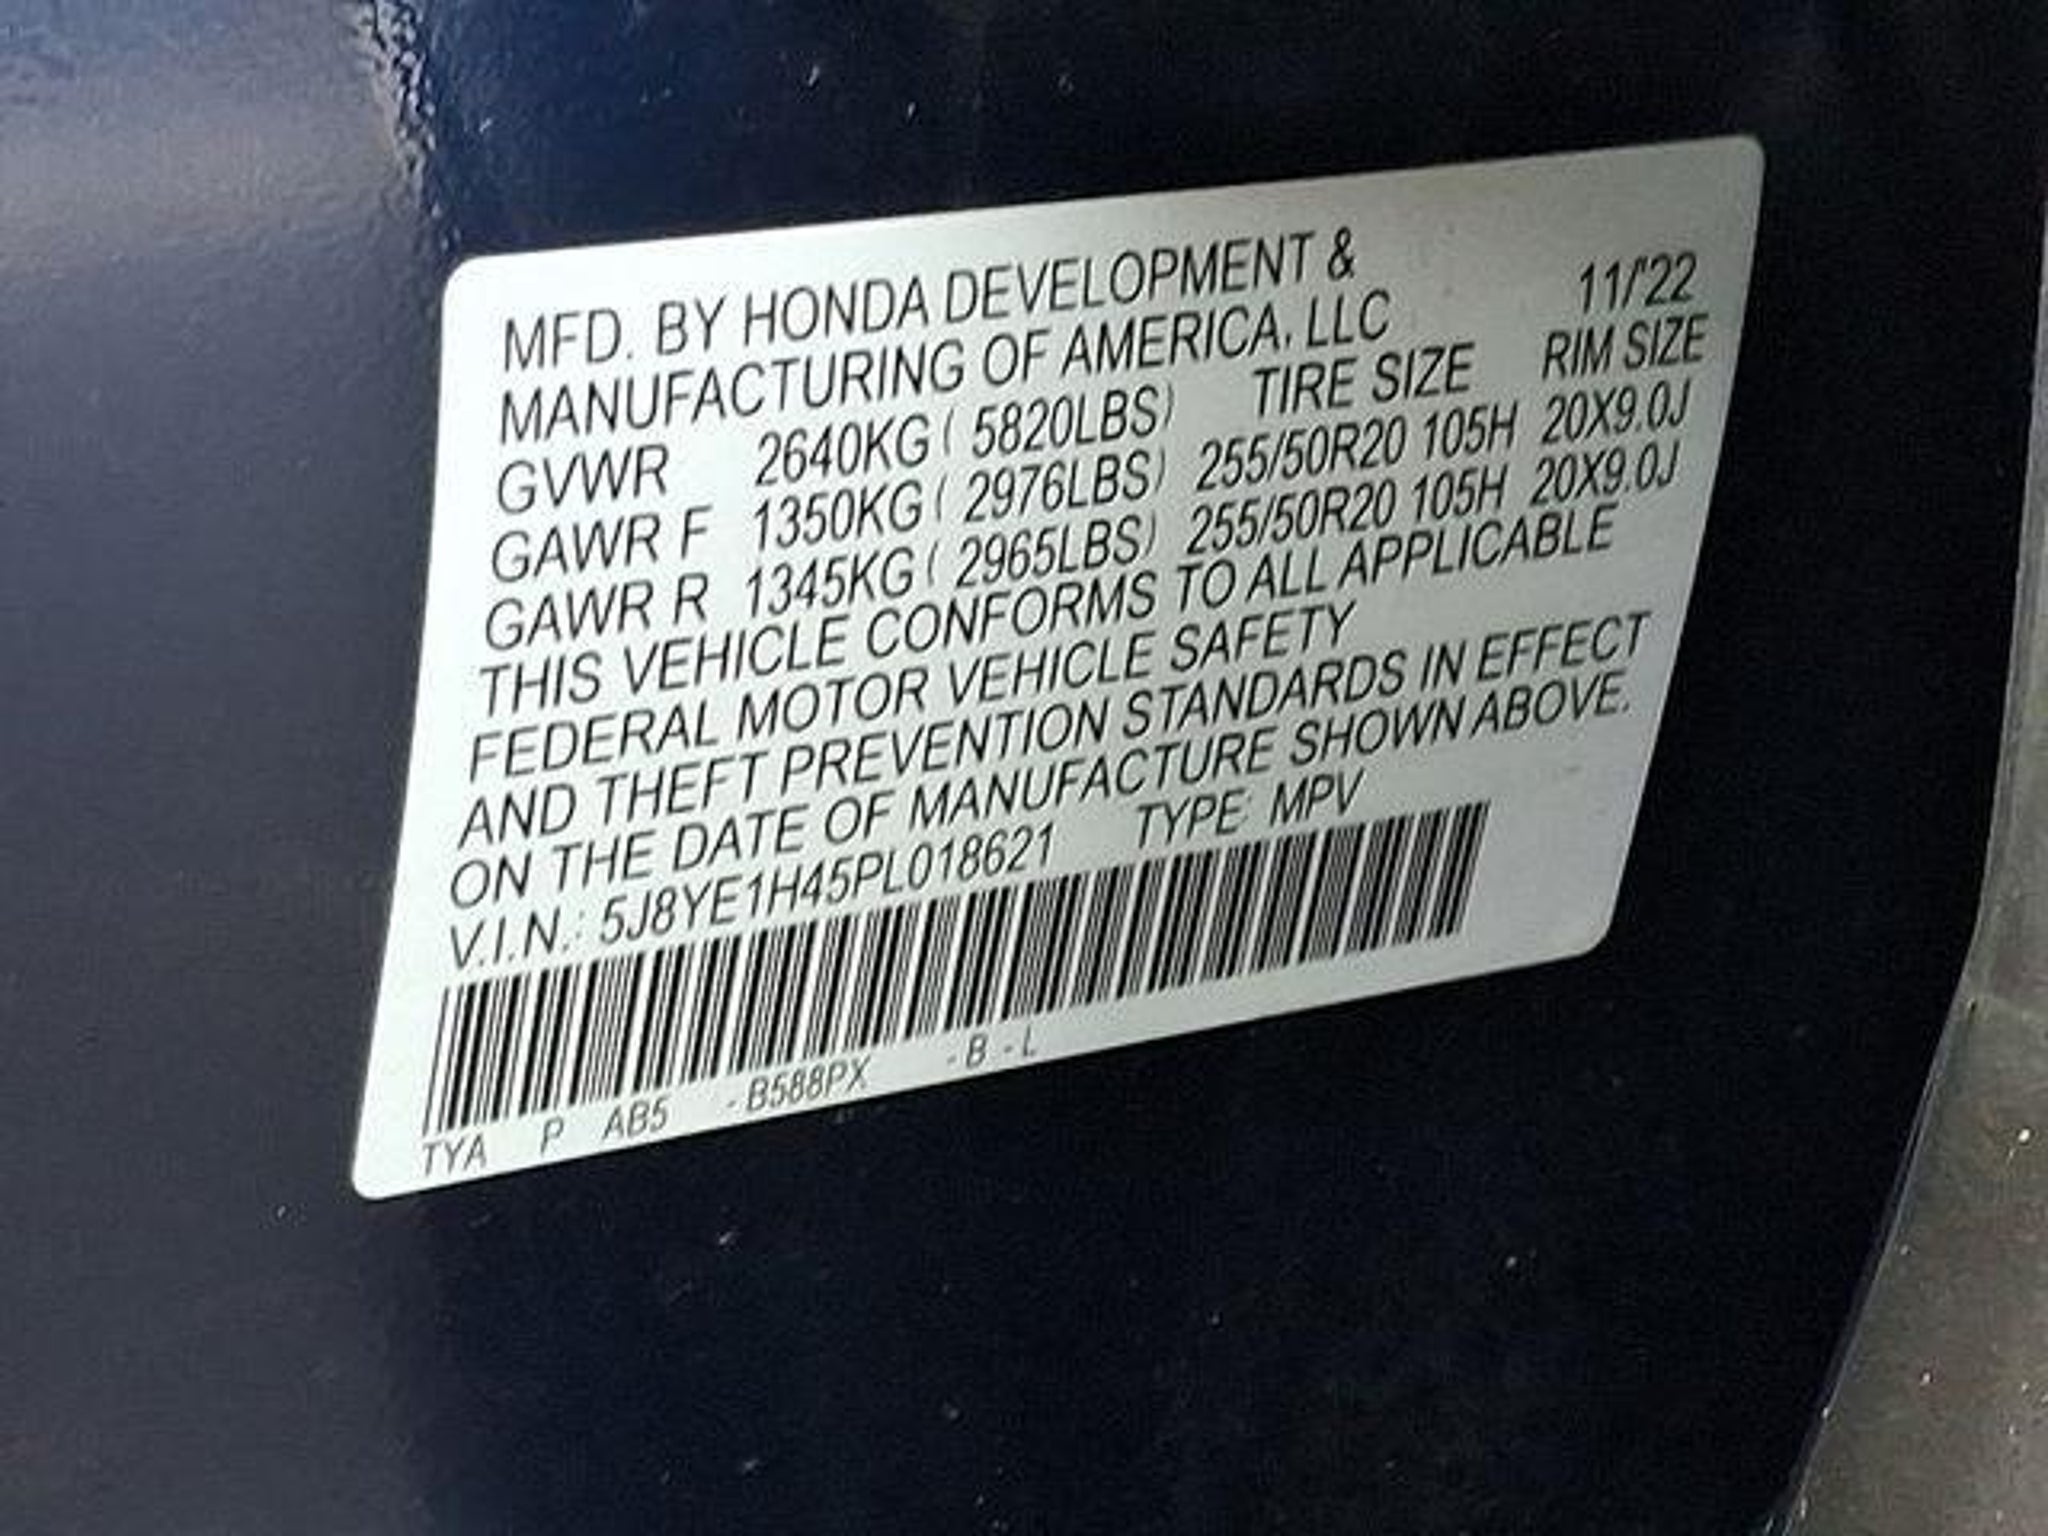 MFD. BY HONDA DEVELOPMENT &
MANUFACTURING OF AMERICA, LLC 11/'22
GVWR 2640KG ( 5820LBS) TIRE SIZE RIM SIZE
GAWR F 1350KG ( 2976LBS) 255/50R20 105H 20X9.0J
GAWR R 1345KG ( 2965LBS) 255/50R20 105H 20X9.0J
THIS VEHICLE CONFORMS TO ALL APPLICABLE
FEDERAL MOTOR VEHICLE SAFETY
AND THEFT PREVENTION STANDARDS IN EFFECT
ON THE DATE OF MANUFACTURE SHOWN ABOVE.
V.I.N.: 5J8YE1H45PL018621 TYPE: MPV
TYA P AB5 -B588PX -B -L